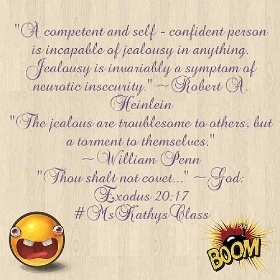 "A competent and self - confident person
is incapable of jealousy in anything.
Jealousy is invariably a symptom of
neurotic insecurity." ~Robert A.
Heinlein
"The jealous are troublesome to others, but
a torment to themselves."
~William Penn
"Thou shalt not covet..." ~God:
Exodus 20:17
#MsKathysClass
BOOM